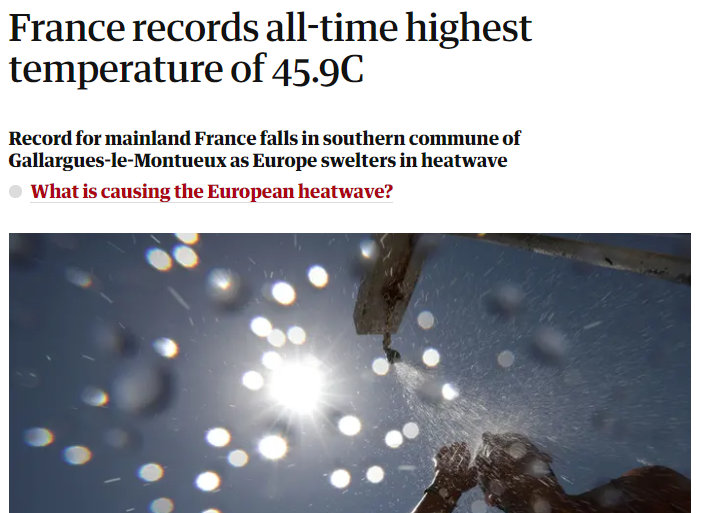 France records all-time highest
temperature of 45.9C
Record for mainland France falls in southern commune of
Gallargues-le-Montueux as Europe swelters in heatwave
What is causing the European heatwave?